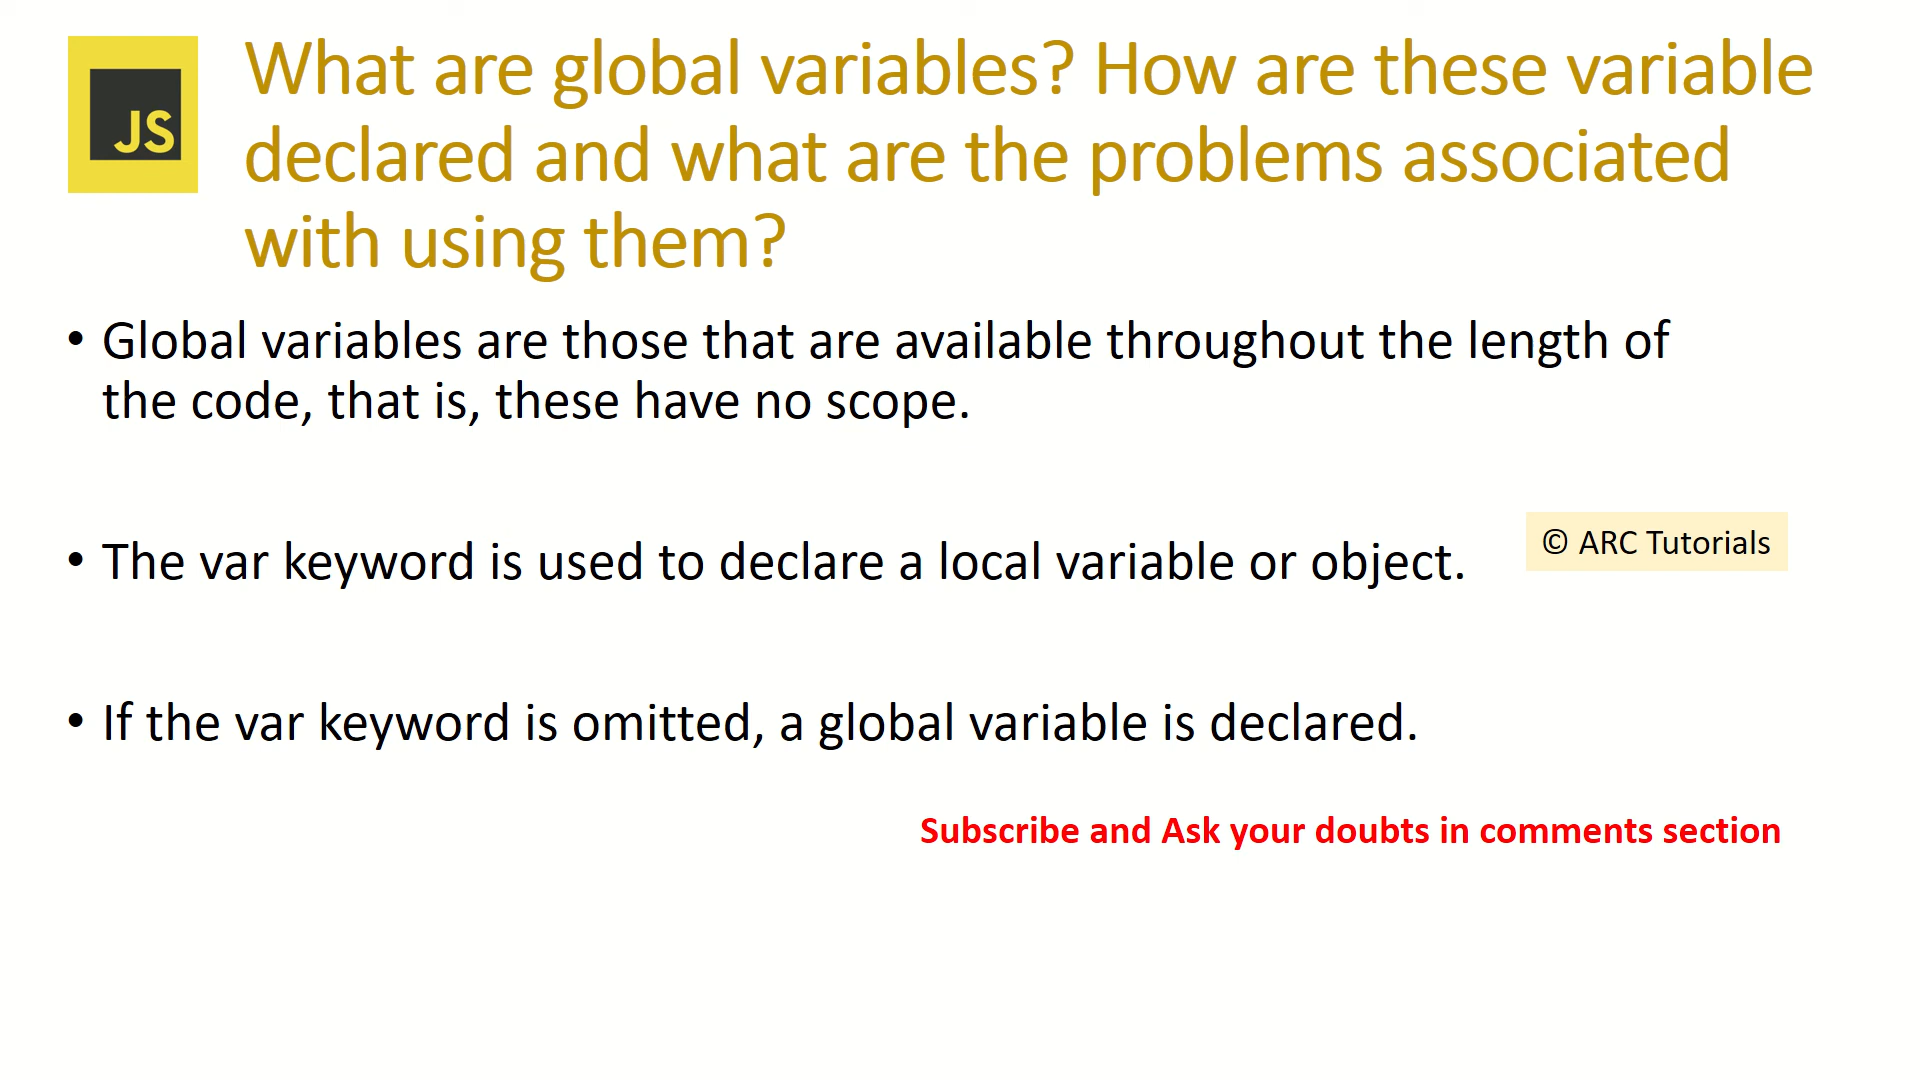 JS
What are global variables? How are these variable
declared and what are the problems associated
with using them?
• Global variables are those that are available throughout the length of
the code, that is, these have no scope.
• The var keyword is used to declare a local variable or object.
© ARC Tutorials
• If the var keyword is omitted, a global variable is declared.
Subscribe and Ask your doubts in comments section